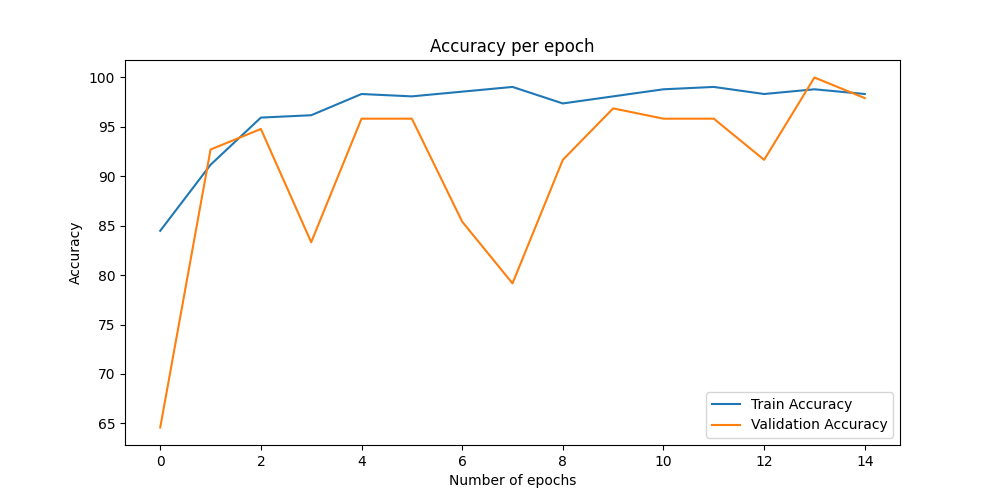 Accuracy per epoch
100
95
90
85
80
75
70
65
Accuracy
0 2 4 6 8 10 12 14
Number of epochs
Train Accuracy
Validation Accuracy